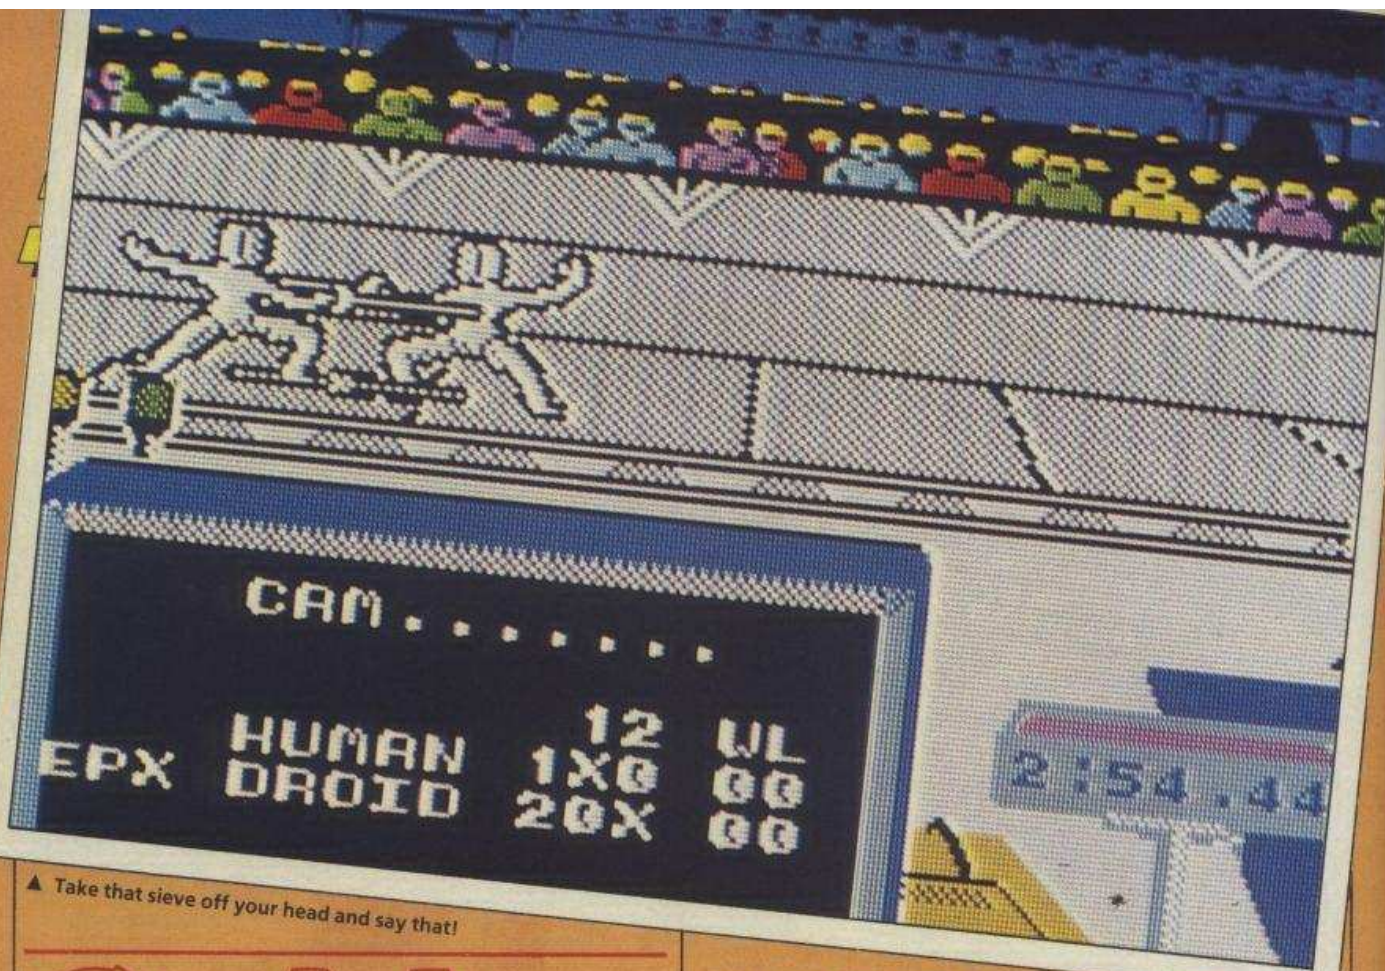 CAM.......
12 WL
HUMAN 1X0 00
EPX DROID 20X 00
2:54.44
▲ Take that sieve off your head and say that!